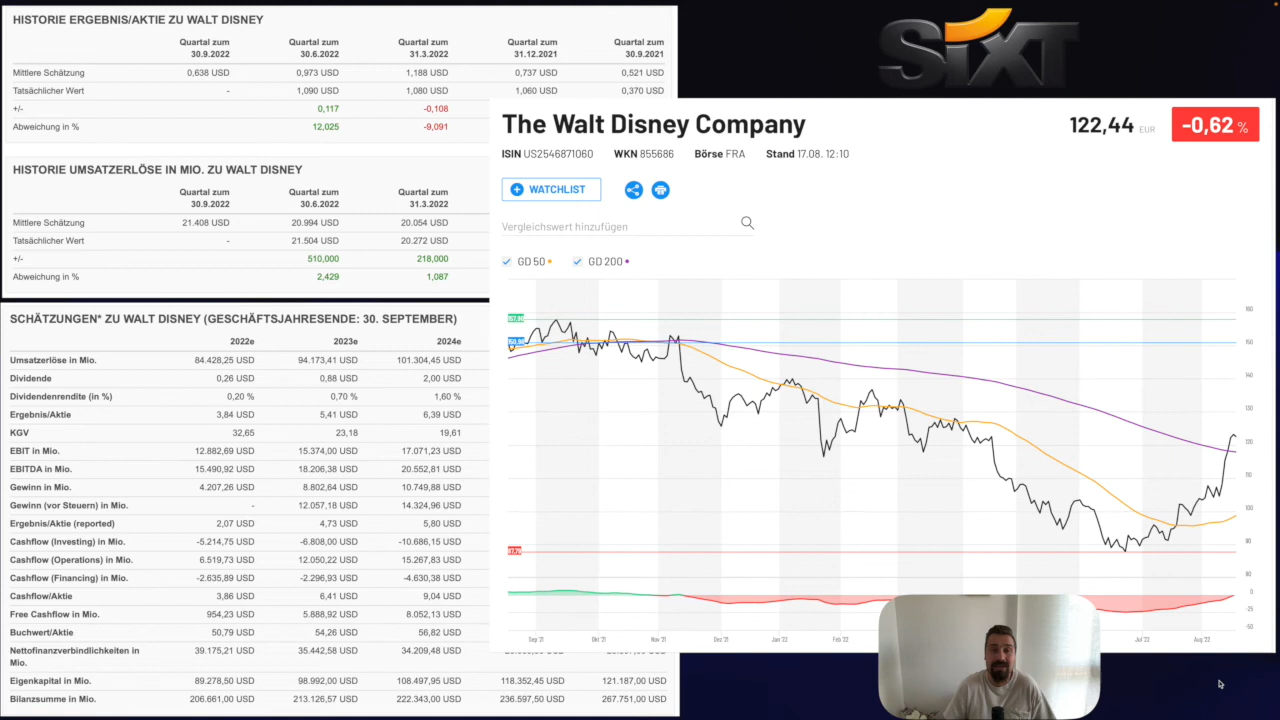 HISTORIE ERGEBNIS/AKTIE ZU WALT DISNEY
Quartal zum 30.9.2022 Quartal zum 30.6.2022 Quartal zum 31.3.2022 Quartal zum 31.12.2021 Quartal zum 30.9.2021
Mittlere Schätzung 0,638 USD 0,973 USD 1,188 USD 0,737 USD 0,521 USD
Tatsächlicher Wert - 1,090 USD 1,080 USD 1,060 USD 0,370 USD
+/- 0,117 -0,108
Abweichung in % 12,025 -9,091
HISTORIE UMSATZERLÖSE IN MIO. ZU WALT DISNEY
Quartal zum 30.9.2022 Quartal zum 30.6.2022 Quartal zum 31.3.2022
Mittlere Schätzung 21.408 USD 20.994 USD 20.054 USD
Tatsächlicher Wert - 21.504 USD 20.272 USD
+/- 510,000 218,000
Abweichung in % 2,429 1,087
SCHÄTZUNGEN* ZU WALT DISNEY (GESCHÄFTSJAHRESENDE: 30. SEPTEMBER)
2022e 2023e 2024e
Umsatzerlöse in Mio. 84.428,25 USD 94.173,41 USD 101.304,45 USD
Dividende 0,26 USD 0,88 USD 2,00 USD
Dividendenrendite (in %) 0,20 % 0,70 % 1,60 %
Ergebnis/Aktie 3,84 USD 5,41 USD 6,39 USD
KGV 32,65 23,18 19,61
EBIT in Mio. 12.882,69 USD 15.374,00 USD 17.071,23 USD
EBITDA in Mio. 15.490,92 USD 18.206,38 USD 20.552,81 USD
Gewinn in Mio. 4.207,26 USD 8.802,64 USD 10.749,88 USD
Gewinn (vor Steuern) in Mio. - 12.057,18 USD 14.324,96 USD
Ergebnis/Aktie (reported) 2,07 USD 4,73 USD 5,80 USD
Cashflow (Investing) in Mio. -5.214,75 USD -6.808,00 USD -10.686,15 USD
Cashflow (Operations) in Mio. 6.519,73 USD 12.050,22 USD 15.267,83 USD
Cashflow (Financing) in Mio. -2.635,89 USD -2.296,93 USD -4.630,38 USD
Cashflow/Aktie 3,86 USD 6,41 USD 9,04 USD
Free Cashflow in Mio. 954,23 USD 5.888,92 USD 8.052,13 USD
Buchwert/Aktie 50,79 USD 54,26 USD 56,82 USD
Nettofinanzverbindlichkeiten in Mio. 39.175,21 USD 35.442,58 USD 34.209,48 USD
Eigenkapital in Mio. 89.278,50 USD 98.992,00 USD 108.497,95 USD 118.352,45 USD 121.187,00 USD
Bilanzsumme in Mio. 206.661,00 USD 213.126,57 USD 222.343,00 USD 236.597,50 USD 267.751,00 USD
SIXT
The Walt Disney Company 122,44 EUR -0,62 %
ISIN US2546871060 WKN 855686 Börse FRA Stand 17.08. 12:10
WATCHLIST
Vergleichswert hinzufügen
GD 50 GD 200
160
150
140
130
120
110
100
90
80
0
-25
-50
Sep '21 Okt '21 Nov '21 Dez '21 Jan '22 Feb '22 Jul '22 Aug '22